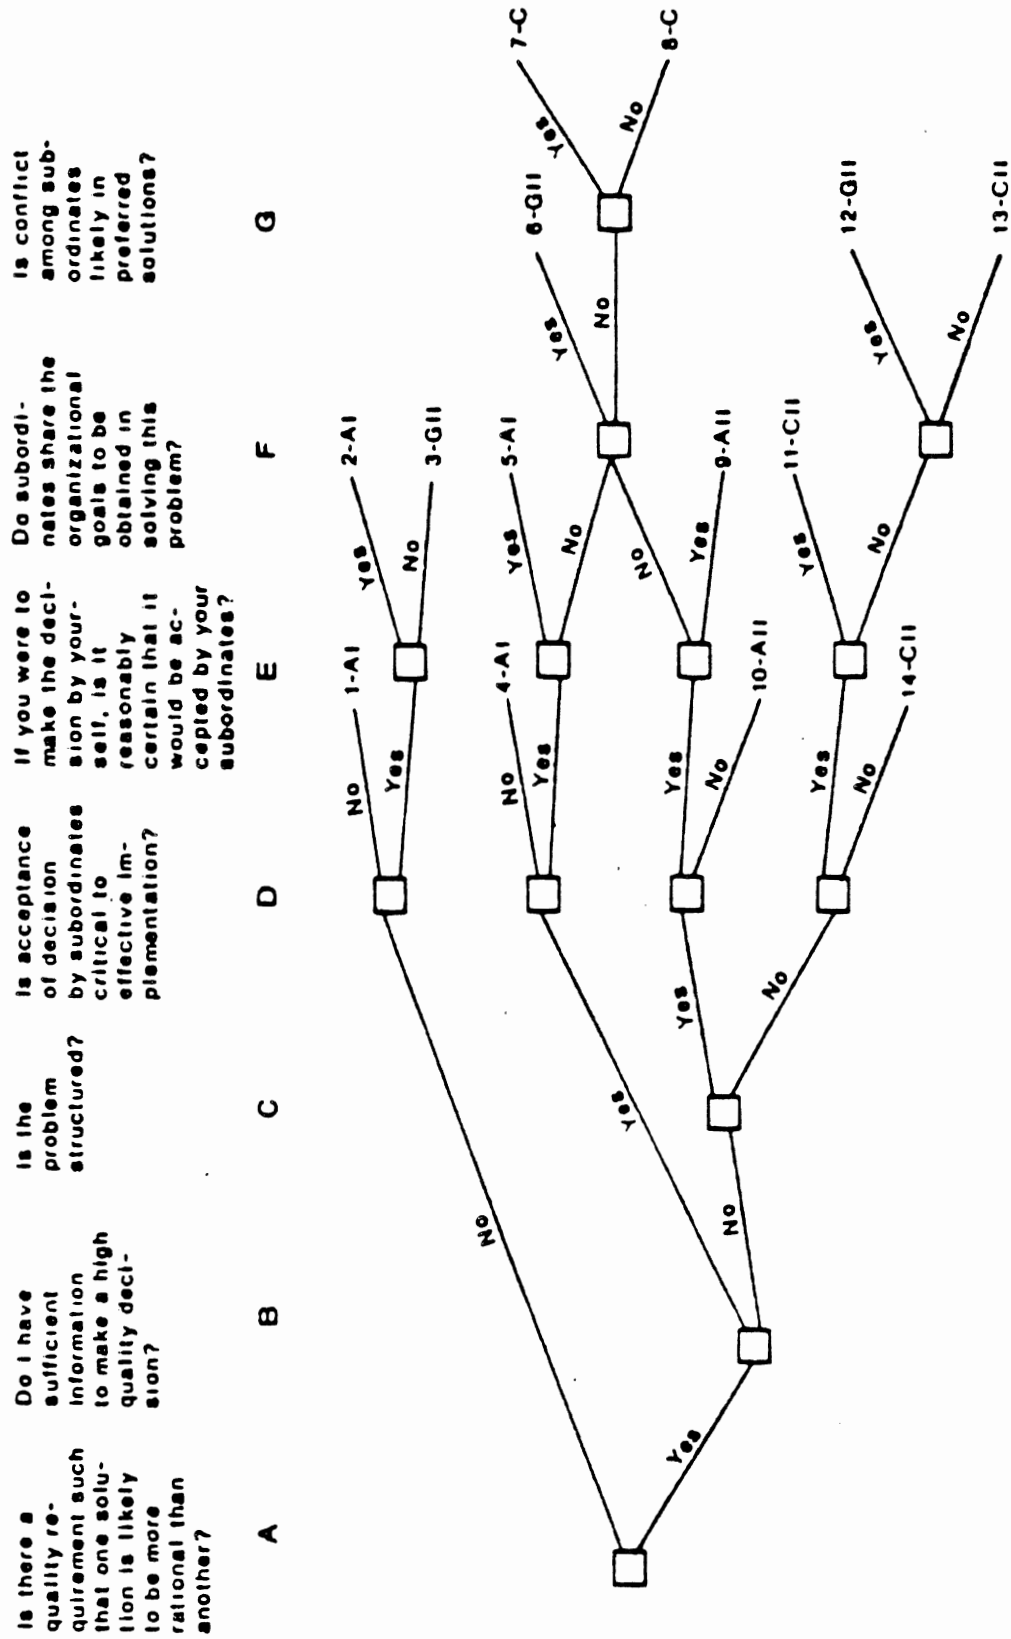 Is there a
quality re-
quirement such
that one solu-
tion is likely
to be more
rational than
another?
Do I have
sufficient
information
to make a high
quality deci-
sion?
Is the
problem
structured?
Is acceptance
of decision
by subordinates
critical to
effective im-
plementation?
If you were to
make the deci-
sion by your-
self, is it
reasonably
certain that it
would be ac-
cepted by your
subordinates?
Do subordi-
nates share the
organizational
goals to be
obtained in
solving this
problem?
Is conflict
among sub-
ordinates
likely in
preferred
solutions?
A
B
C
D
E
F
G
No
Yes
Yes
No
Yes
No
No
1-AI
Yes
Yes
2-AI
No
3-GII
No
4-AI
Yes
Yes
5-AI
No
Yes
6-GII
No
Yes
7-C
No
8-C
Yes
No
10-AII
No
Yes
9-AII
Yes
No
14-CII
Yes
11-CII
No
Yes
12-GII
No
13-CII